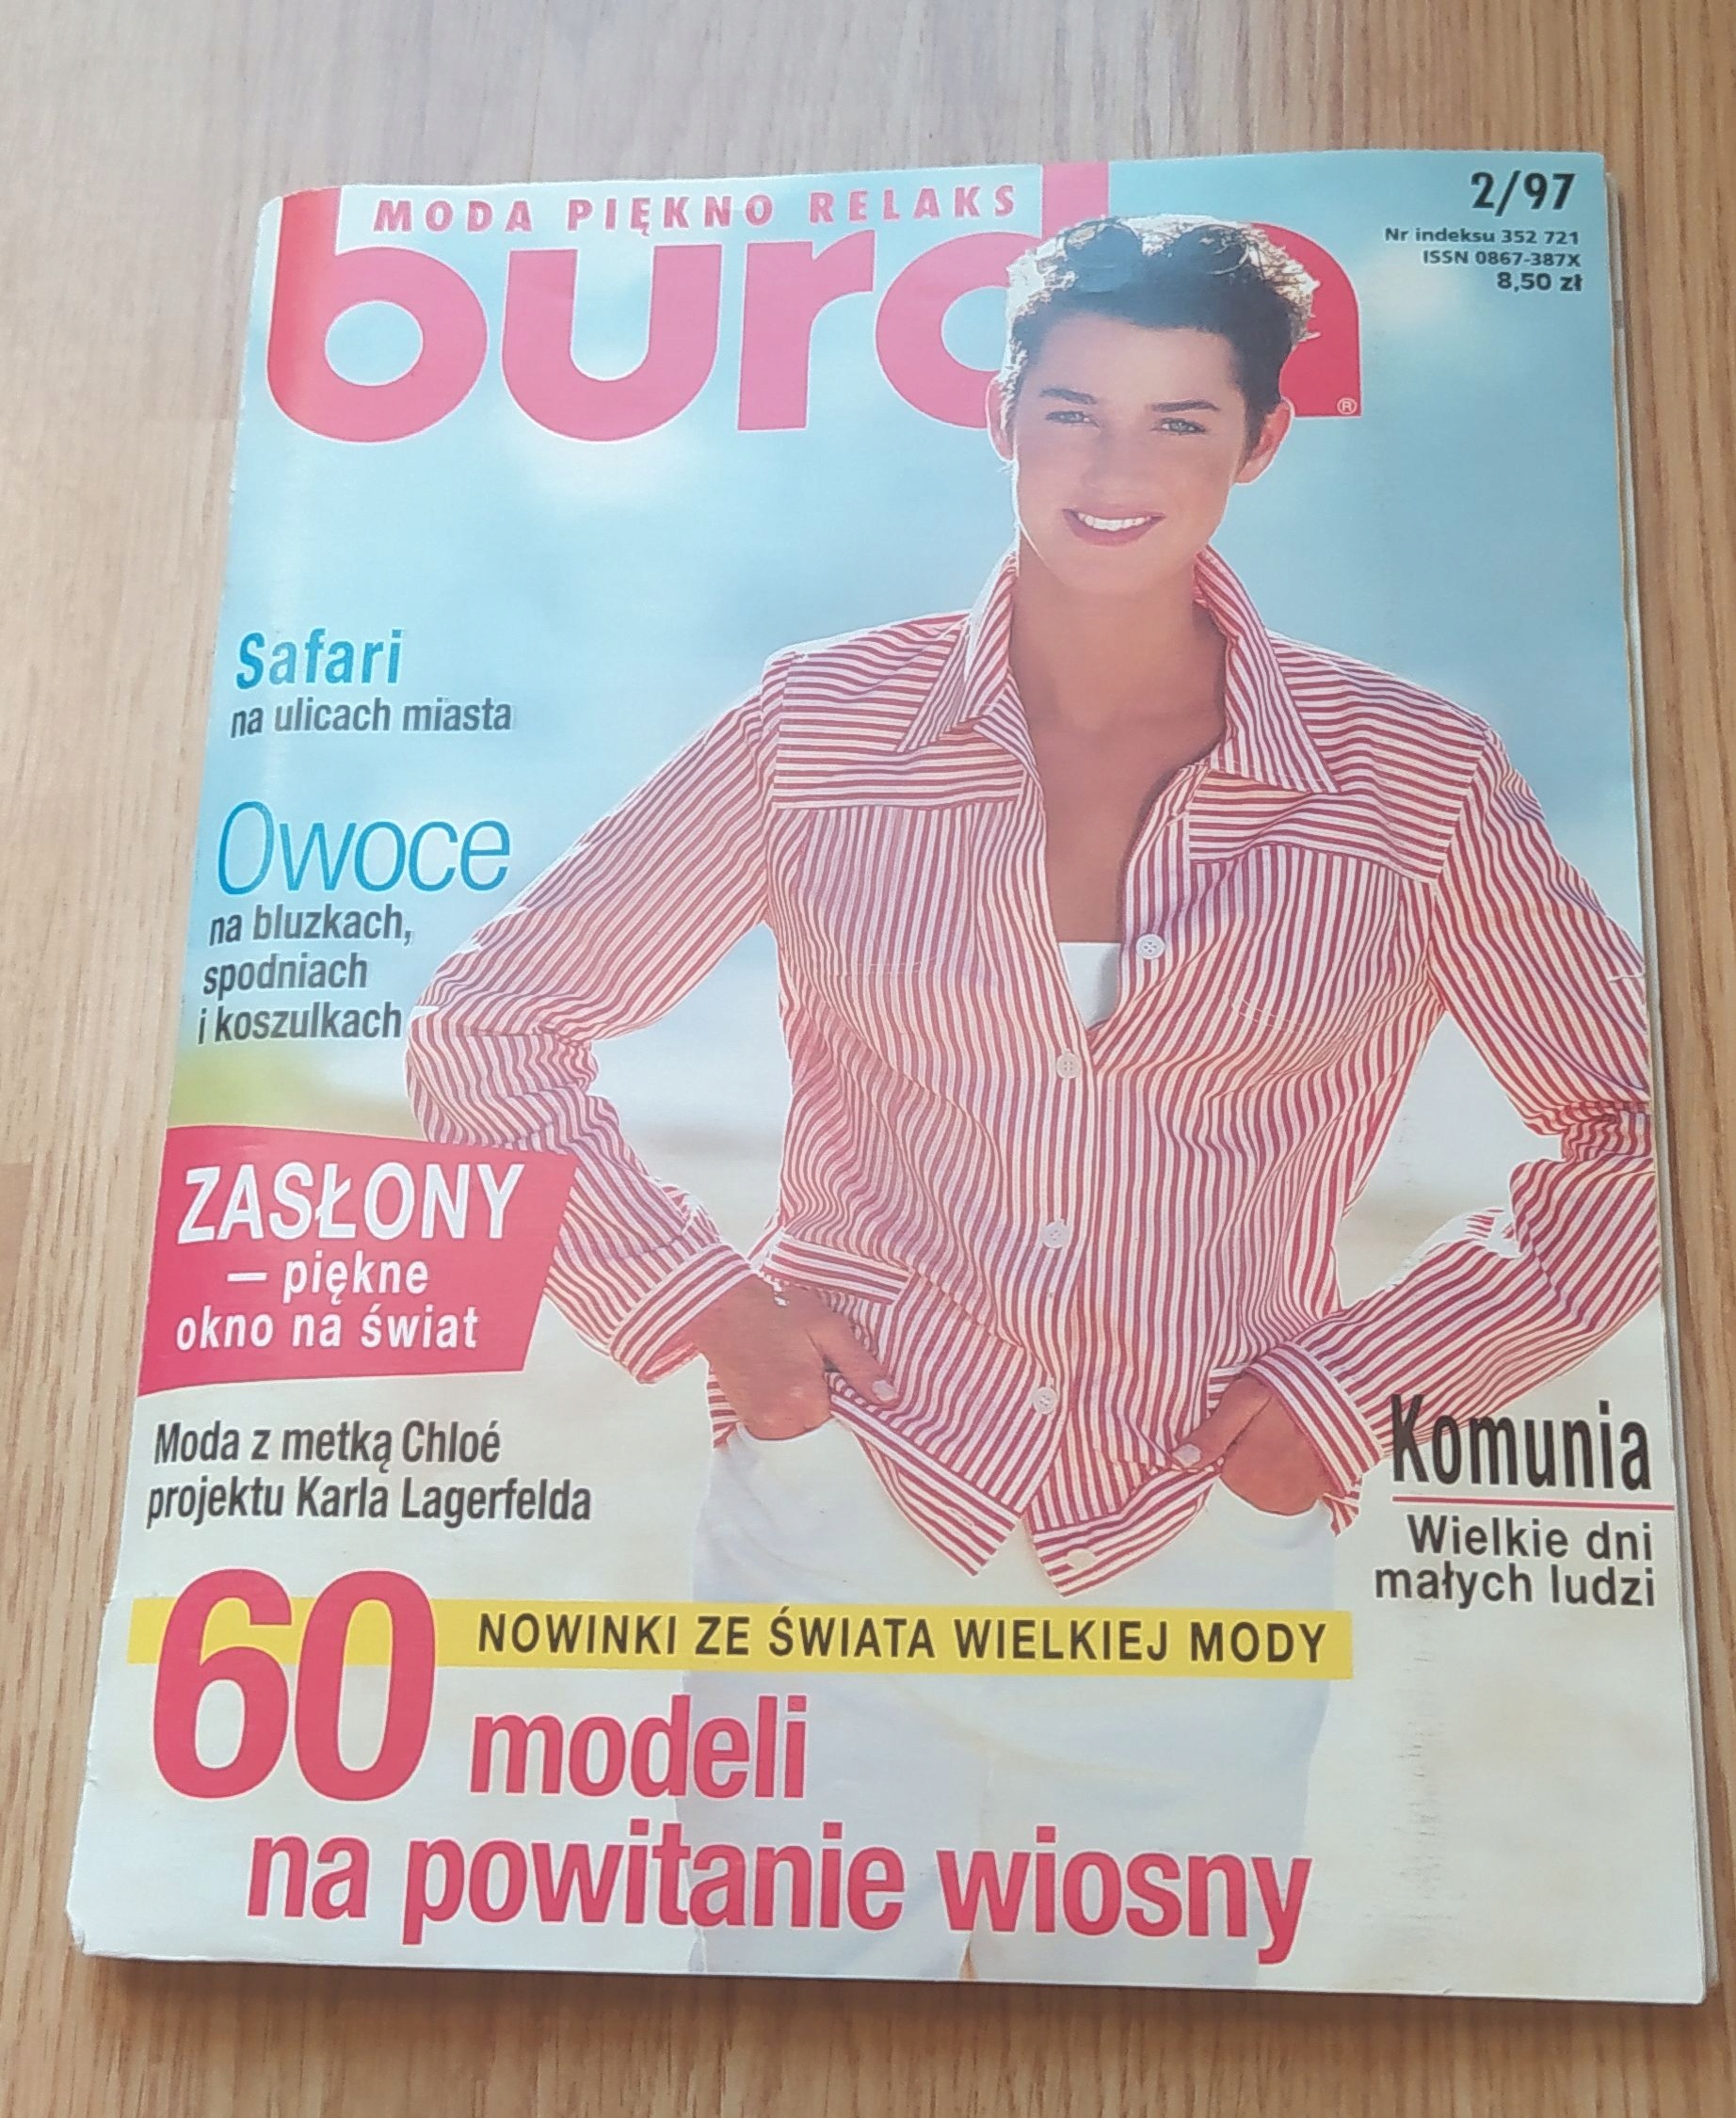 MODA PIĘKNO RELAKS
burda
®
2/97
Nr indeksu 352 721
ISSN 0867-387X
8,50 zł
Safari
na ulicach miasta
Owoce
na bluzkach,
spodniach
i koszulkach
ZASŁONY
– piękne
okno na świat
Moda z metką Chloé
projektu Karla Lagerfelda
Komunia
Wielkie dni
małych ludzi
NOWINKI ZE ŚWIATA WIELKIEJ MODY
60 modeli
na powitanie wiosny